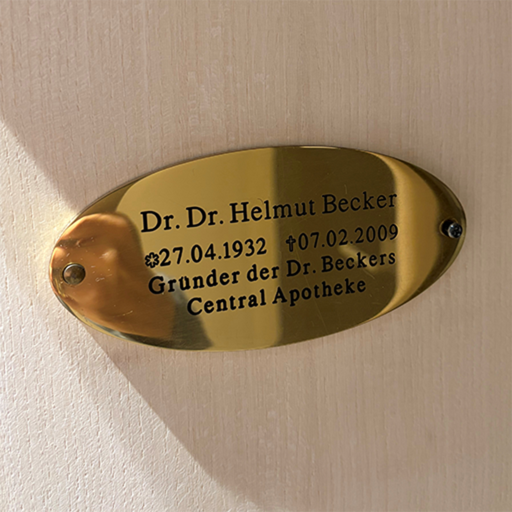 Dr. Dr. Helmut Becker
✽27.04.1932 ✝07.02.2009
Gründer der Dr. Beckers
Central Apotheke